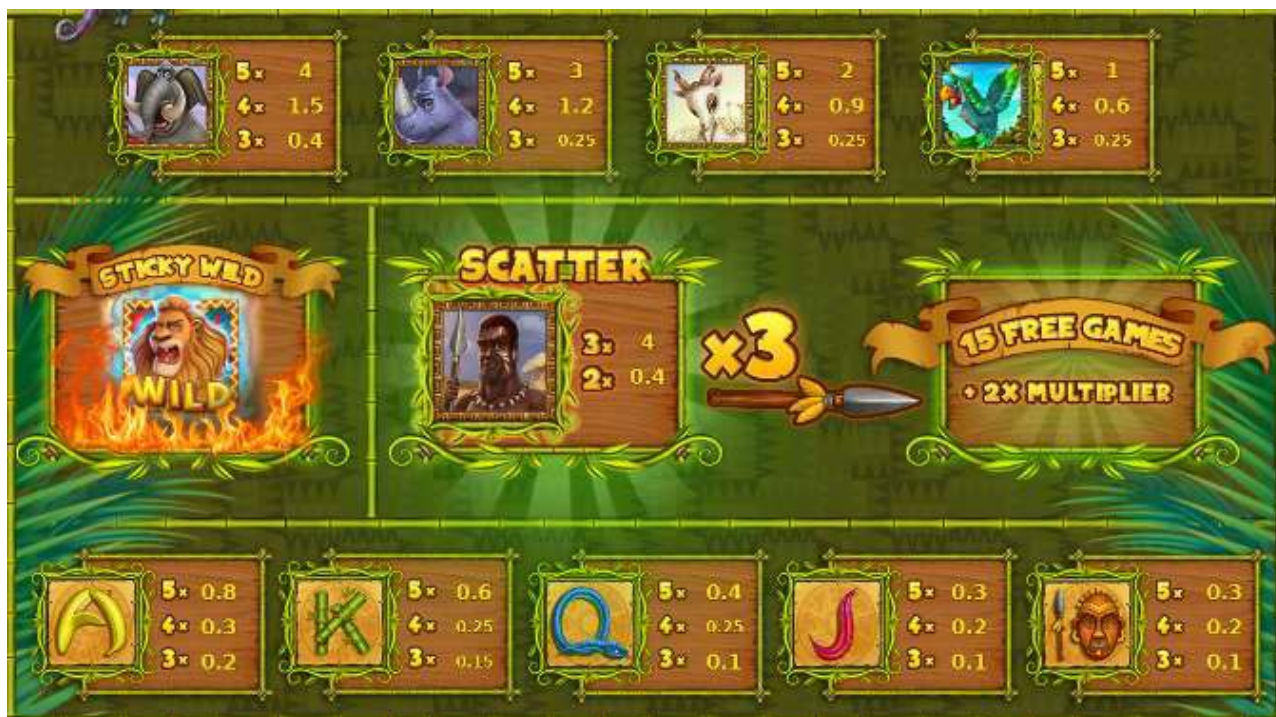 5x 4
4x 1.5
3x 0.4
5x 3
4x 1.2
3x 0.25
5x 2
4x 0.9
3x 0.25
5x 1
4x 0.6
3x 0.25
STICKY WILD
WILD
SCATTER
3x 4
2x 0.4
x3
15 FREE GAMES
+ 2X MULTIPLIER
A
5x 0.8
4x 0.3
3x 0.2
K
5x 0.6
4x 0.25
3x 0.15
Q
5x 0.4
4x 0.25
3x 0.1
J
5x 0.3
4x 0.2
3x 0.1
5x 0.3
4x 0.2
3x 0.1